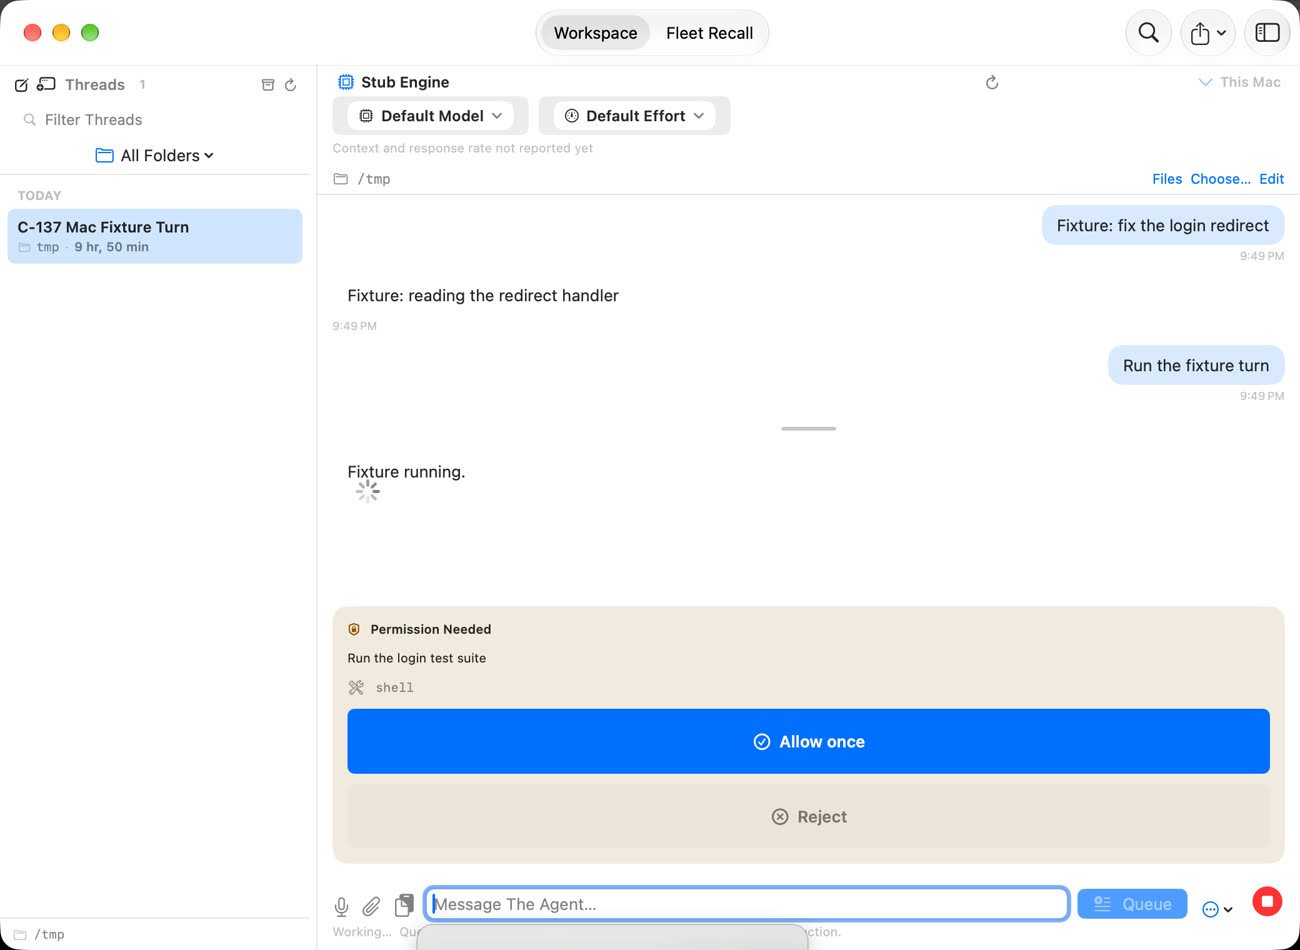 Workspace
Fleet Recall
Threads 1
Filter Threads
All Folders
TODAY
C-137 Mac Fixture Turn
tmp · 9 hr, 50 min
/tmp
Stub Engine
This Mac
Default Model
Default Effort
Context and response rate not reported yet
/tmp
Files Choose... Edit
Fixture: fix the login redirect
9:49 PM
Fixture: reading the redirect handler
9:49 PM
Run the fixture turn
9:49 PM
Fixture running.
Permission Needed
Run the login test suite
shell
Allow once
Reject
Message The Agent...
Queue
Working...